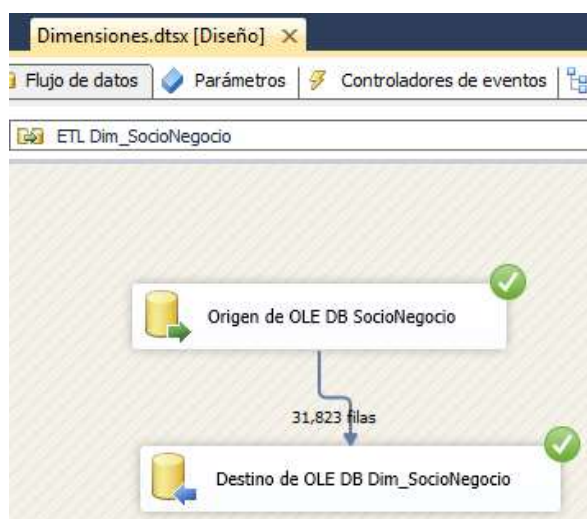 Dimensiones.dtsx [Diseño]
Flujo de datos Parámetros Controladores de eventos
ETL Dim_SocioNegocio
Origen de OLE DB SocioNegocio
31,823 filas
Destino de OLE DB Dim_SocioNegocio